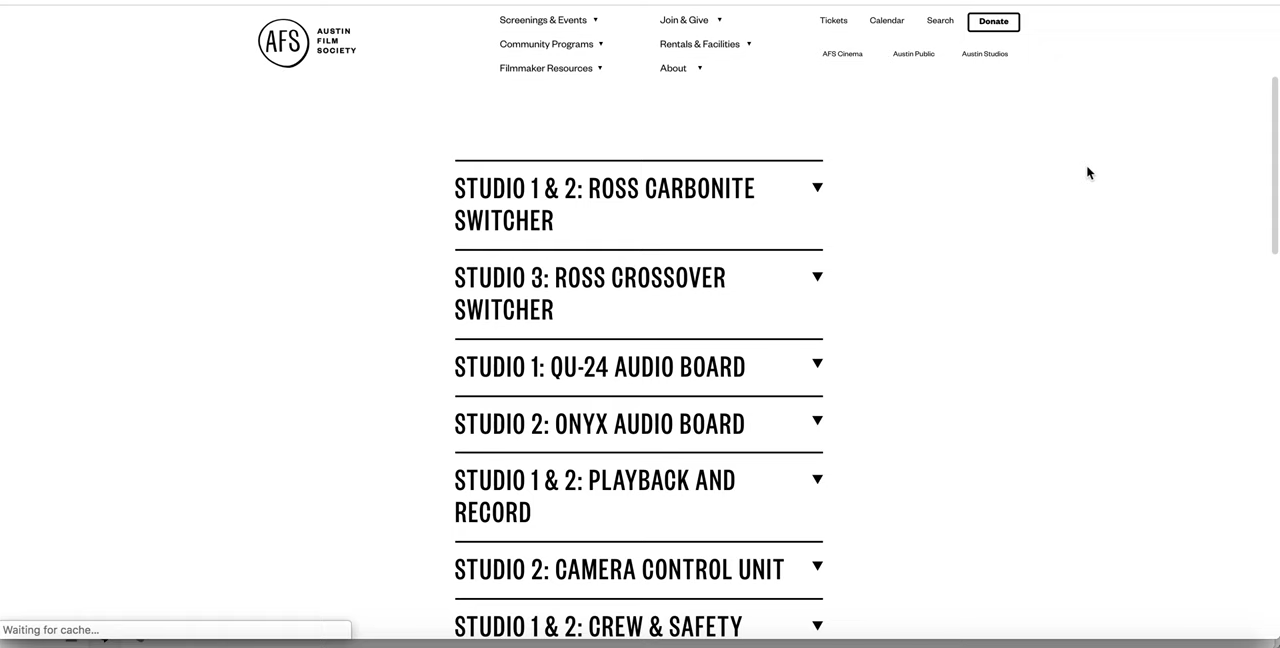 AFS
AUSTIN
FILM
SOCIETY
Screenings & Events ▼
Community Programs ▼
Filmmaker Resources ▼
Join & Give ▼
Rentals & Facilities ▼
About ▼
Tickets Calendar Search Donate
AFS Cinema Austin Public Austin Studios
STUDIO 1 & 2: ROSS CARBONITE
SWITCHER
STUDIO 3: ROSS CROSSOVER
SWITCHER
STUDIO 1: QU-24 AUDIO BOARD
STUDIO 2: ONYX AUDIO BOARD
STUDIO 1 & 2: PLAYBACK AND
RECORD
STUDIO 2: CAMERA CONTROL UNIT
STUDIO 1 & 2: CREW & SAFETY
Waiting for cache...